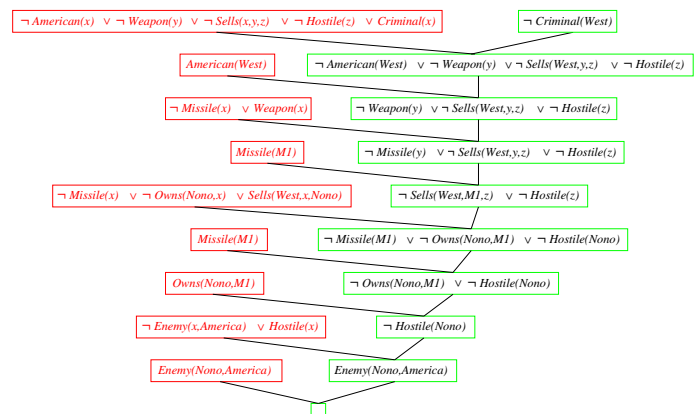 ¬ American(x) ∨ ¬ Weapon(y) ∨ ¬ Sells(x,y,z) ∨ ¬ Hostile(z) ∨ Criminal(x)
¬ Criminal(West)
American(West)
¬ American(West) ∨ ¬ Weapon(y) ∨ ¬ Sells(West,y,z) ∨ ¬ Hostile(z)
¬ Missile(x) ∨ Weapon(x)
¬ Weapon(y) ∨ ¬ Sells(West,y,z) ∨ ¬ Hostile(z)
Missile(M1)
¬ Missile(y) ∨ ¬ Sells(West,y,z) ∨ ¬ Hostile(z)
¬ Missile(x) ∨ ¬ Owns(Nono,x) ∨ Sells(West,x,Nono)
¬ Sells(West,M1,z) ∨ ¬ Hostile(z)
Missile(M1)
¬ Missile(M1) ∨ ¬ Owns(Nono,M1) ∨ ¬ Hostile(Nono)
Owns(Nono,M1)
¬ Owns(Nono,M1) ∨ ¬ Hostile(Nono)
¬ Enemy(x,America) ∨ Hostile(x)
¬ Hostile(Nono)
Enemy(Nono,America)
Enemy(Nono,America)